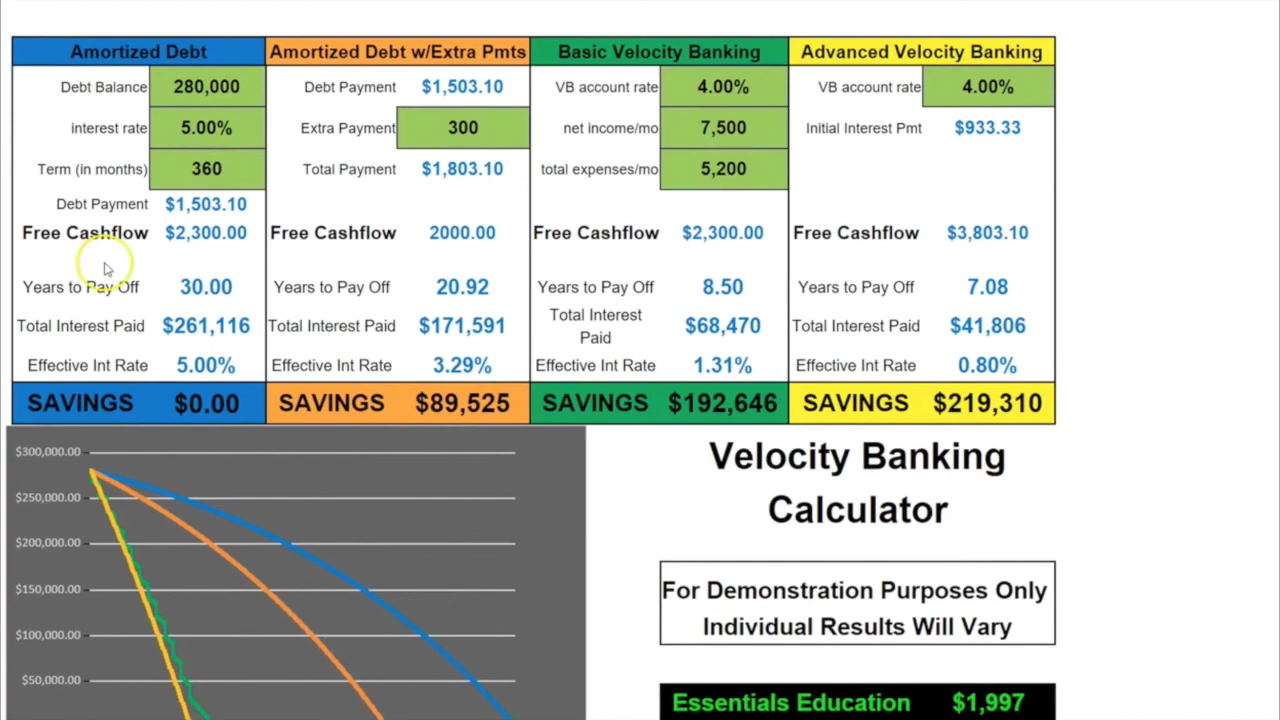 Amortized Debt Amortized Debt w/Extra Pmts Basic Velocity Banking Advanced Velocity Banking
Debt Balance 280,000 Debt Payment $1,503.10 VB account rate 4.00% VB account rate 4.00%
interest rate 5.00% Extra Payment 300 net income/mo 7,500 Initial Interest Pmt $933.33
Term (in months) 360 Total Payment $1,803.10 total expenses/mo 5,200
Debt Payment $1,503.10
Free Cashflow $2,300.00 Free Cashflow 2000.00 Free Cashflow $2,300.00 Free Cashflow $3,803.10
Years to Pay Off 30.00 Years to Pay Off 20.92 Years to Pay Off 8.50 Years to Pay Off 7.08
Total Interest Paid $261,116 Total Interest Paid $171,591 Total Interest Paid $68,470 Total Interest Paid $41,806
Effective Int Rate 5.00% Effective Int Rate 3.29% Effective Int Rate 1.31% Effective Int Rate 0.80%
SAVINGS $0.00 SAVINGS $89,525 SAVINGS $192,646 SAVINGS $219,310
$300,000.00
$250,000.00
$200,000.00
$150,000.00
$100,000.00
$50,000.00
Velocity Banking
Calculator
For Demonstration Purposes Only
Individual Results Will Vary
Essentials Education $1,997